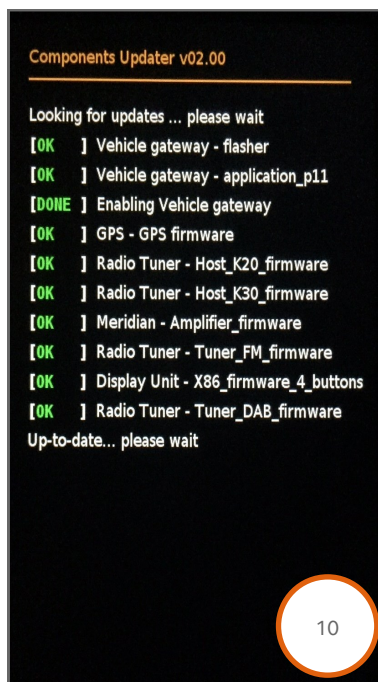 Components Updater v02.00
Looking for updates ... please wait
[OK ] Vehicle gateway - flasher
[OK ] Vehicle gateway - application_p11
[DONE ] Enabling Vehicle gateway
[OK ] GPS - GPS firmware
[OK ] Radio Tuner - Host_K20_firmware
[OK ] Radio Tuner - Host_K30_firmware
[OK ] Meridian - Amplifier_firmware
[OK ] Radio Tuner - Tuner_FM_firmware
[OK ] Display Unit - X86_firmware_4_buttons
[OK ] Radio Tuner - Tuner_DAB_firmware
Up-to-date... please wait
10